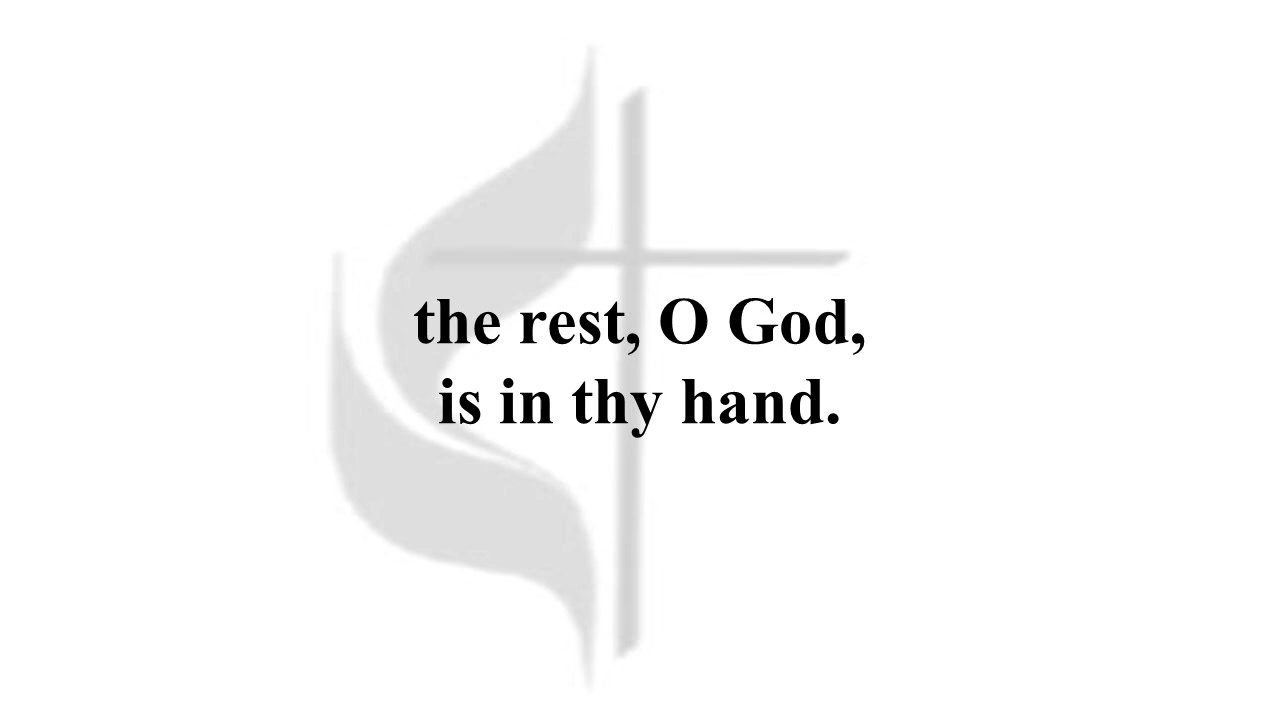 the rest, O God,
is in thy hand.